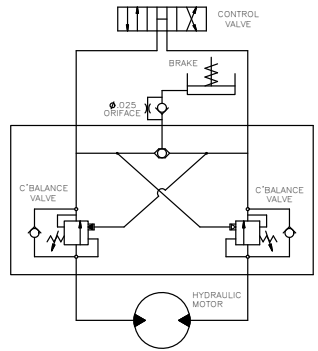 CONTROL
VALVE
BRAKE
Ø.025
ORIFACE
C'BALANCE
VALVE
C'BALANCE
VALVE
HYDRAULIC
MOTOR